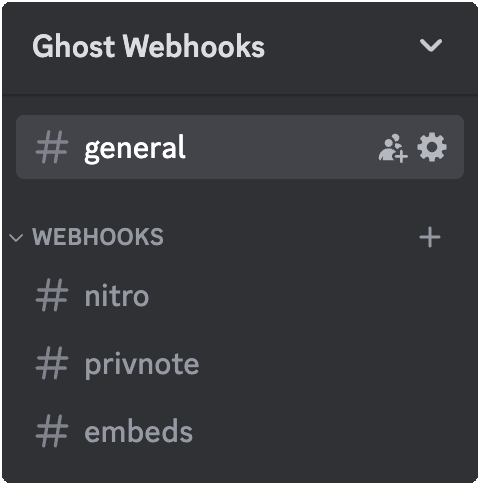 Ghost Webhooks
# general
WEBHOOKS
# nitro
# privnote
# embeds